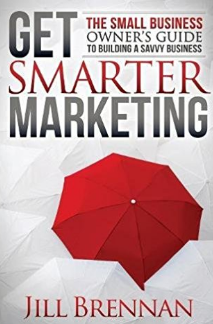 GET
THE SMALL BUSINESS
OWNER'S GUIDE
TO BUILDING A SAVVY BUSINESS
SMARTER
MARKETING
JILL BRENNAN